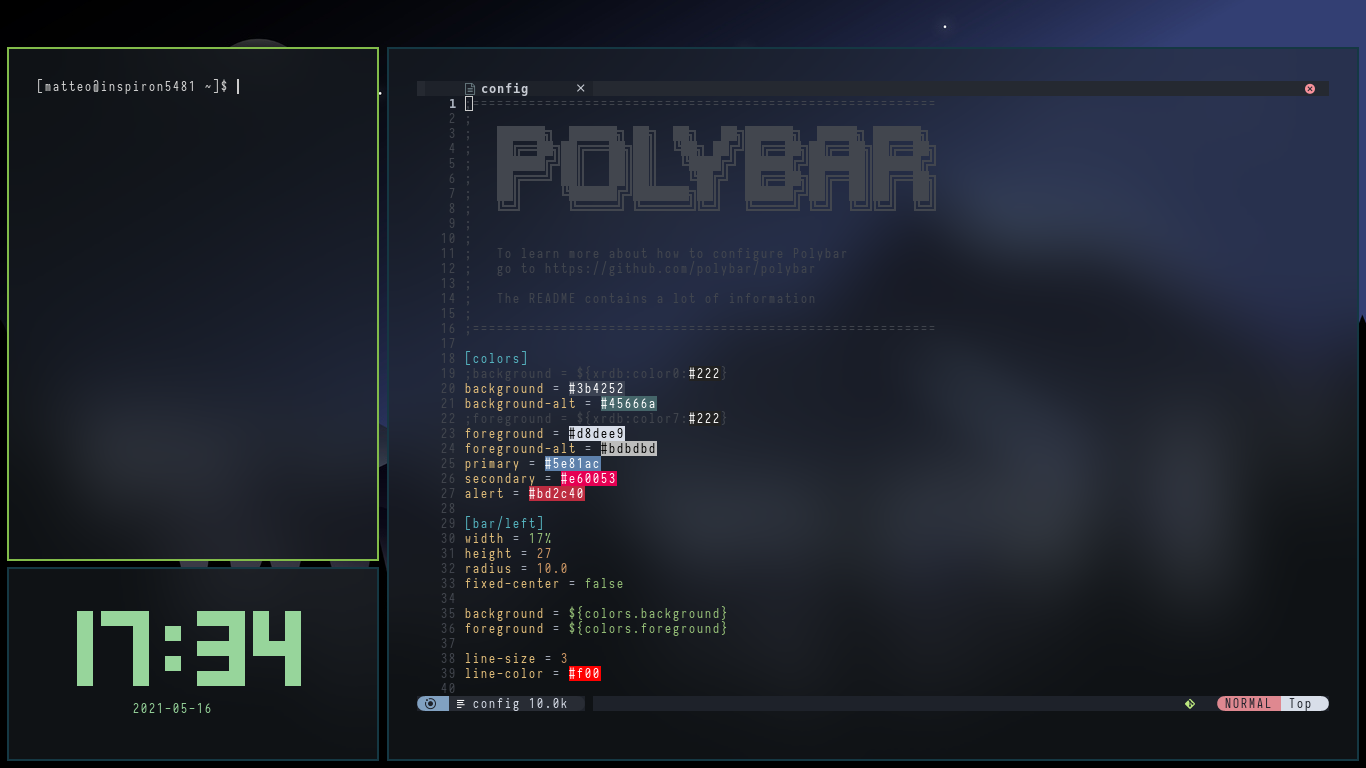 [matteo@inspiron5481 ~]$
17:34
2021-05-16
config ×
1 ;==========================================================
2 ;
3 ;
4 ;
5 ; POLYBAR
6 ;
7 ;
8 ;
9 ;
10 ;
11 ; To learn more about how to configure Polybar
12 ; go to https://github.com/polybar/polybar
13 ;
14 ; The README contains a lot of information
15 ;
16 ;==========================================================
17
18 [colors]
19 ;background = ${xrdb:color0:#222}
20 background = #3b4252
21 background-alt = #45666a
22 ;foreground = ${xrdb:color7:#222}
23 foreground = #d8dee9
24 foreground-alt = #bdbdbd
25 primary = #5e81ac
26 secondary = #e60053
27 alert = #bd2c40
28
29 [bar/left]
30 width = 17%
31 height = 27
32 radius = 10.0
33 fixed-center = false
34
35 background = ${colors.background}
36 foreground = ${colors.foreground}
37
38 line-size = 3
39 line-color = #f00
40
config 10.0k NORMAL Top